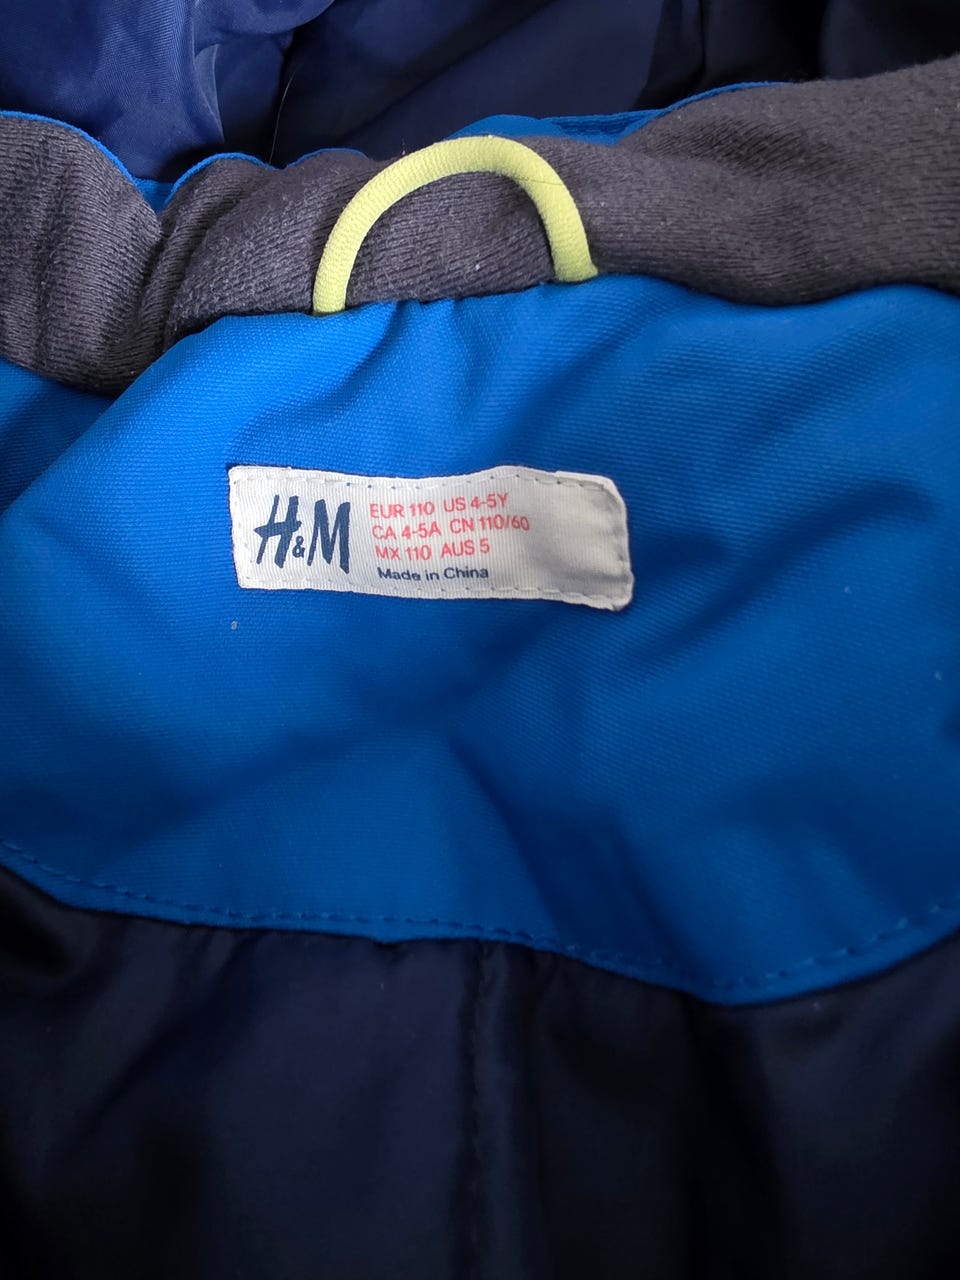 H&M
EUR 110 US 4-5Y
CA 4-5A CN 110/60
MX 110 AUS 5
Made in China